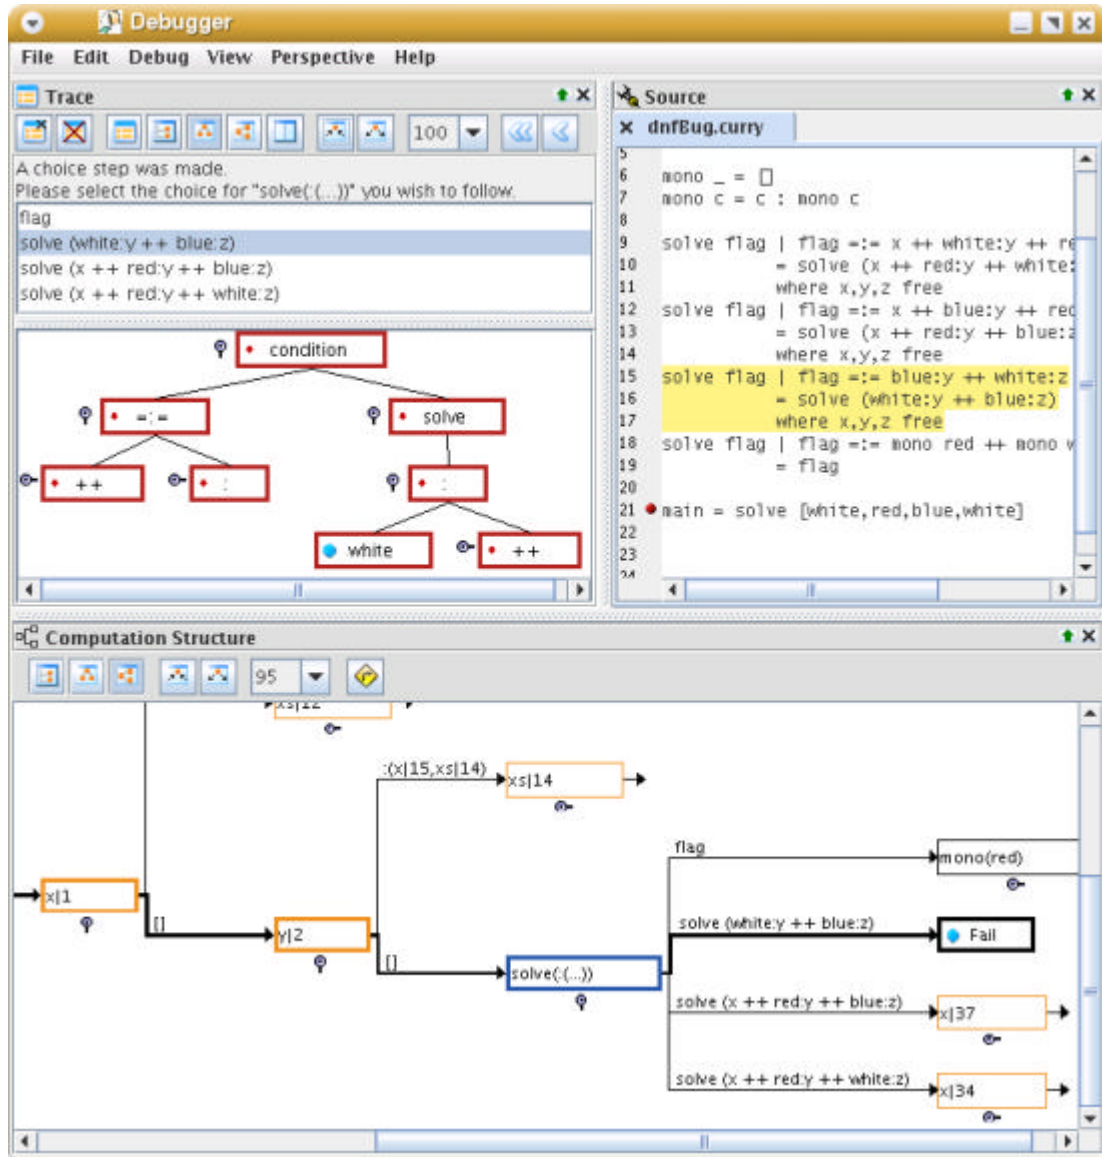 Debugger
File Edit Debug View Perspective Help
Trace
100
A choice step was made.
Please select the choice for "solve(:(...))" you wish to follow.
flag
solve (white:y ++ blue:z)
solve (x ++ red:y ++ blue:z)
solve (x ++ red:y ++ white:z)
condition
=:=
solve
++
:
:
white
++
Source
dnfBug.curry
5
6 mono _ = []
7 mono c = c : mono c
8
9 solve flag | flag =:= x ++ white:y ++ re
10 = solve (x ++ red:y ++ white:
11 where x,y,z free
12 solve flag | flag =:= x ++ blue:y ++ red
13 = solve (x ++ red:y ++ blue:z
14 where x,y,z free
15 solve flag | flag =:= blue:y ++ white:z
16 = solve (white:y ++ blue:z)
17 where x,y,z free
18 solve flag | flag =:= mono red ++ mono w
19 = flag
20
21 main = solve [white,red,blue,white]
22
23
24
Computation Structure
95
xs|12
:(x|15,xs|14)
xs|14
flag
mono(red)
x|1
[]
y|2
solve (white:y ++ blue:z)
Fail
[]
solve(:(...))
solve (x ++ red:y ++ blue:z)
x|37
solve (x ++ red:y ++ white:z)
x|34